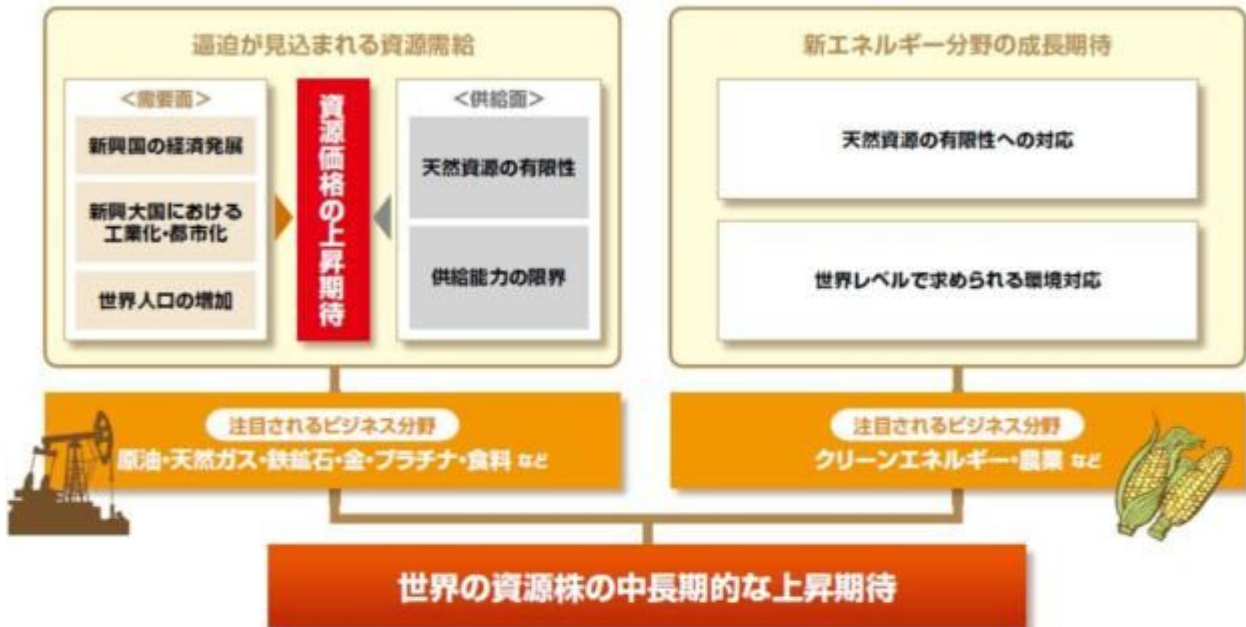 逼迫が見込まれる資源需給
＜需要面＞
新興国の経済発展
新興大国における
工業化・都市化
世界人口の増加
資源価格の上昇期待
＜供給面＞
天然資源の有限性
供給能力の限界
新エネルギー分野の成長期待
天然資源の有限性への対応
世界レベルで求められる環境対応
注目されるビジネス分野
原油・天然ガス・鉄鉱石・金・プラチナ・食料 など
注目されるビジネス分野
クリーンエネルギー・農業 など
世界の資源株の中長期的な上昇期待